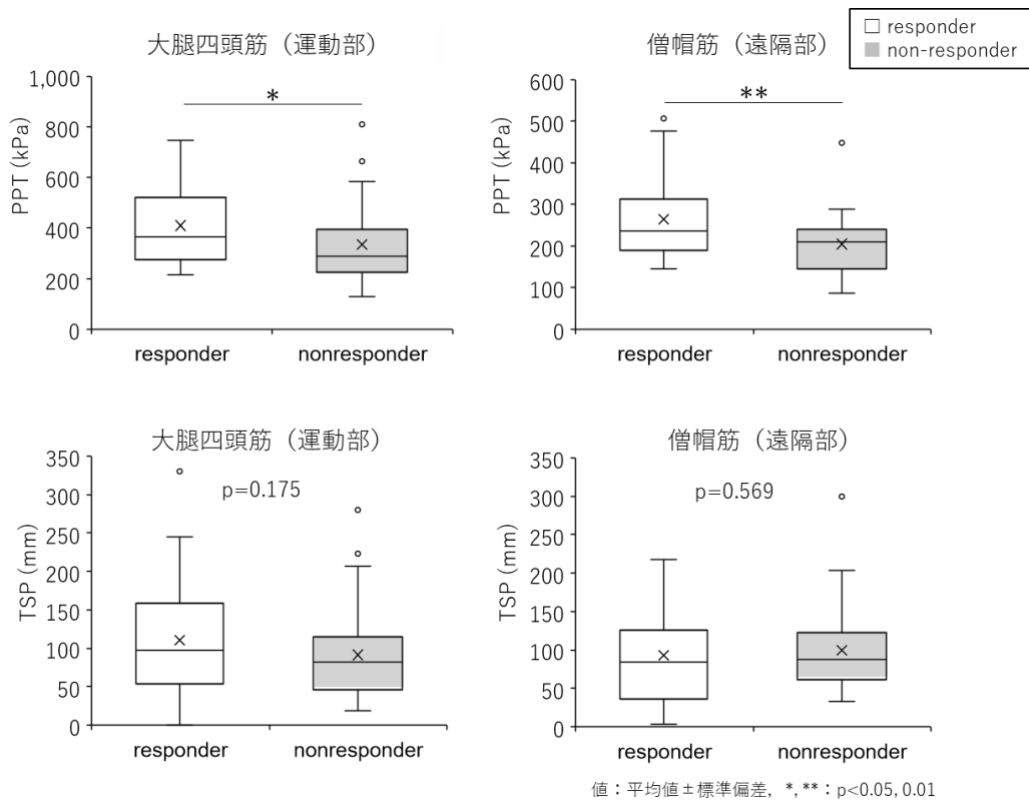 responder
non-responder
大腿四頭筋（運動部）
PPT (kPa)
1,000
800
600
400
200
0
*
responder
nonresponder
僧帽筋（遠隔部）
PPT (kPa)
600
500
400
300
200
100
0
**
responder
nonresponder
大腿四頭筋（運動部）
TSP (mm)
350
300
250
200
150
100
50
0
p=0.175
responder
nonresponder
僧帽筋（遠隔部）
TSP (mm)
350
300
250
200
150
100
50
0
p=0.569
responder
nonresponder
値：平均値±標準偏差，*,**：p<0.05, 0.01